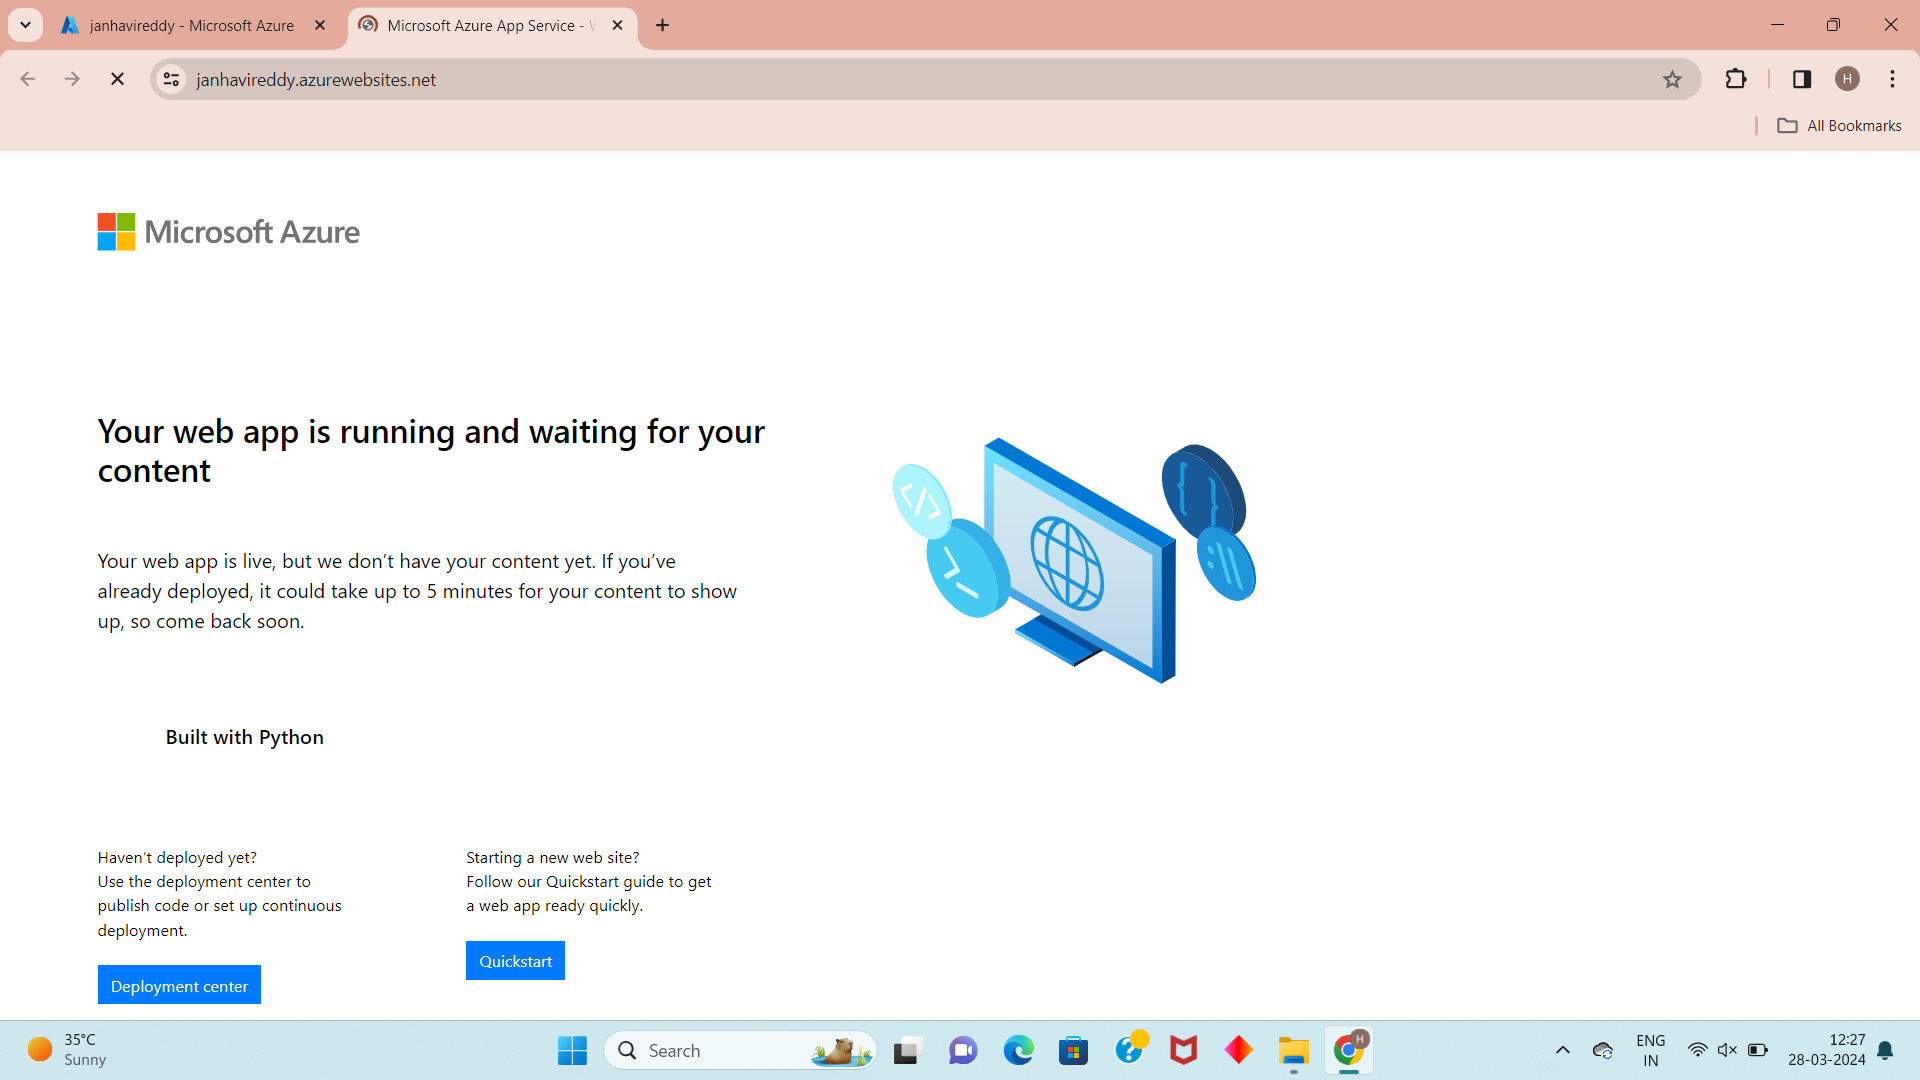 janhavireddy - Microsoft Azure
Microsoft Azure App Service - W
janhavireddy.azurewebsites.net
H
All Bookmarks
Microsoft Azure
Your web app is running and waiting for your
content
Your web app is live, but we don’t have your content yet. If you’ve
already deployed, it could take up to 5 minutes for your content to show
up, so come back soon.
Built with Python
Haven’t deployed yet?
Use the deployment center to
publish code or set up continuous
deployment.
Deployment center
Starting a new web site?
Follow our Quickstart guide to get
a web app ready quickly.
Quickstart
35°C
Sunny
Search
H
ENG
IN
12:27
28-03-2024